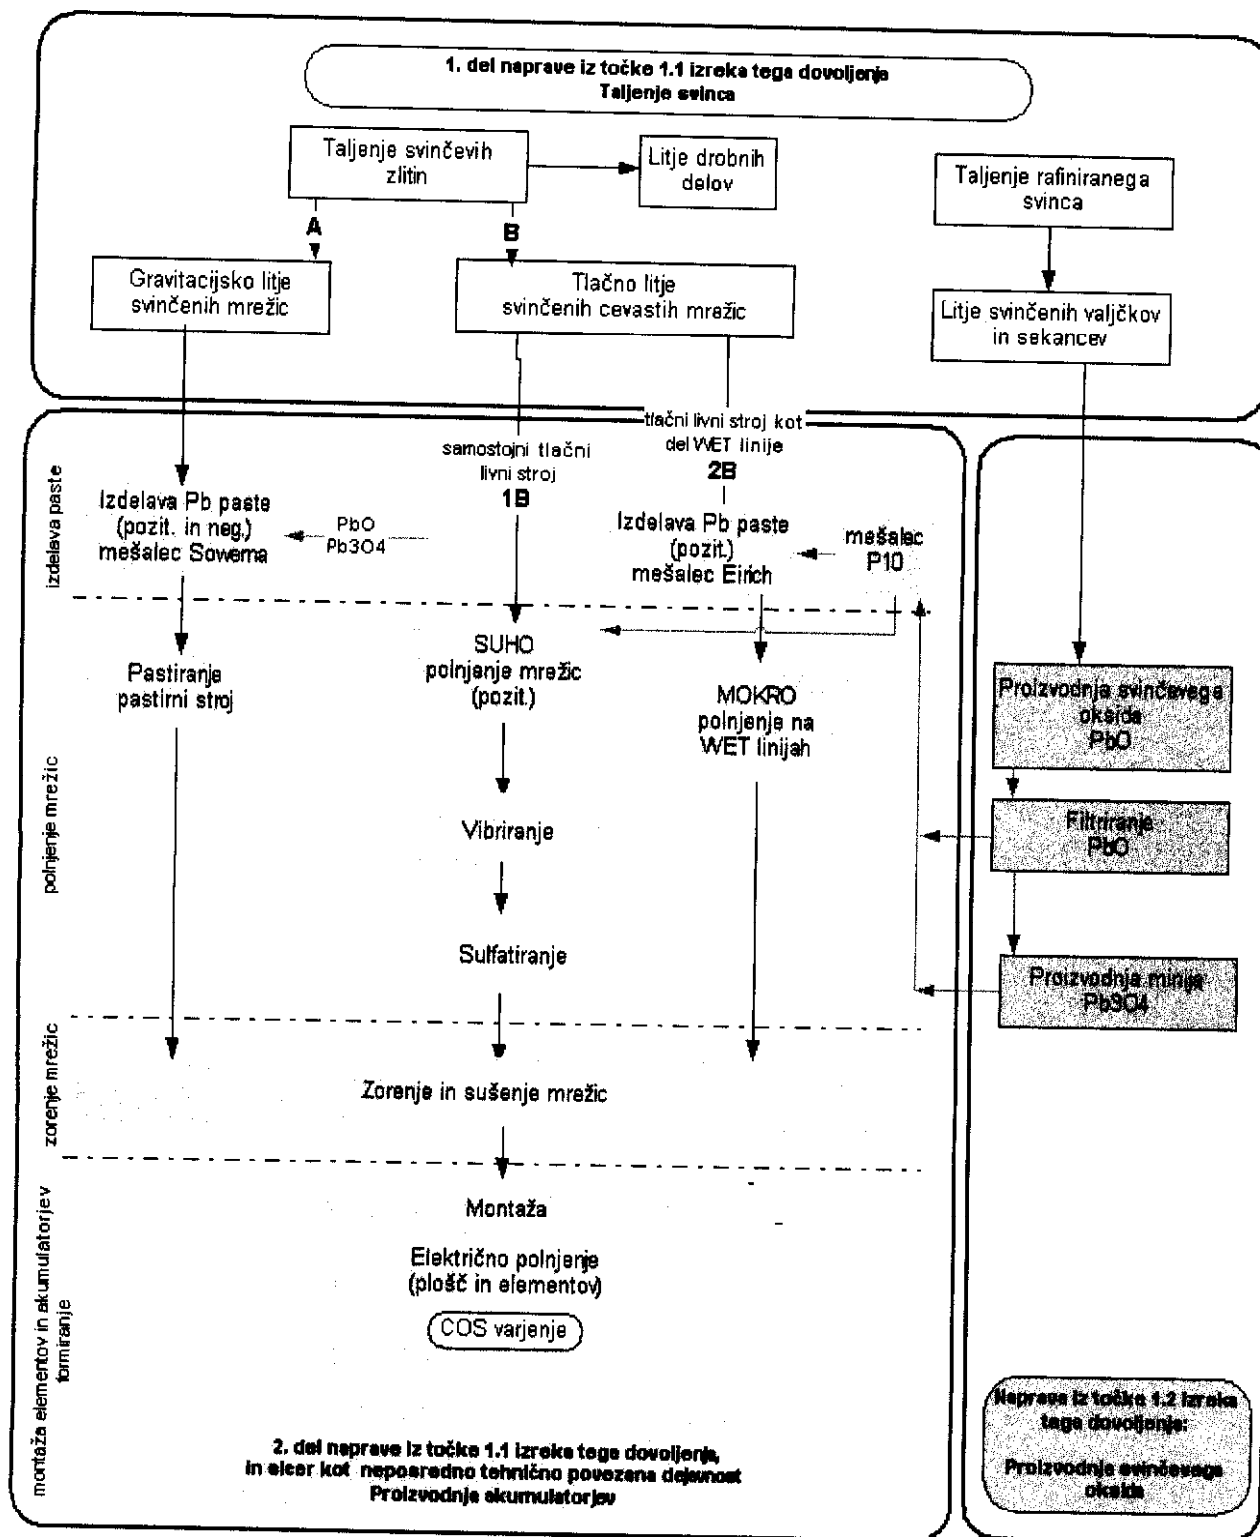 1. del naprave iz točke 1.1 izreka tega dovoljenja
Taljenje svinca
Taljenje svinčevih
zlitin
Litje drobnih
delov
Taljenje rafiniranega
svinca
A
B
Gravitacijsko litje
svinčenih mrežic
Tlačno litje
svinčenih cevastih mrežic
Litje svinčenih valjčkov
in sekancev
samostojni tlačni
livni stroj
1B
tlačni livni stroj kot
del WET linije
2B
izdelava paste
Izdelava Pb paste
(pozit. in neg.)
mešalec Sowema
PbO
Pb3O4
Izdelava Pb paste
(pozit.)
mešalec Eirich
mešalec
P10
polnjenje mrežic
Pastiranje
pastirni stroj
SUHO
polnjenje mrežic
(pozit.)
MOKRO
polnjenje na
WET linijah
Vibriranje
Sulfatiranje
Proizvodnja svinčevega
oksida
PbO
Filtriranje
PbO
Proizvodnja minija
Pb3O4
zorenje mrežic
Zorenje in sušenje mrežic
montaža elementov in akumulatorjev
formiranje
Montaža
Električno polnjenje
(plošč in elementov)
COS varjenje
2. del naprave iz točke 1.1 izreka tega dovoljenja,
in sicer kot neposredno tehnično povezana dejavnost
Proizvodnja akumulatorjev
Naprava iz točke 1.2 izreka
tega dovoljenja:
Proizvodnja svinčevega
oksida